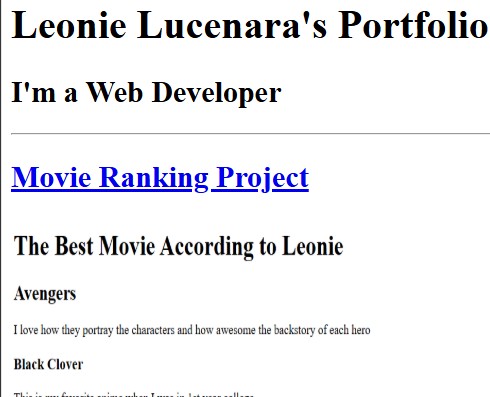 Leonie Lucenara's Portfolio
I'm a Web Developer
Movie Ranking Project
The Best Movie According to Leonie
Avengers
I love how they portray the characters and how awesome the backstory of each hero
Black Clover
This is my favorite anime when I was in 1st year college